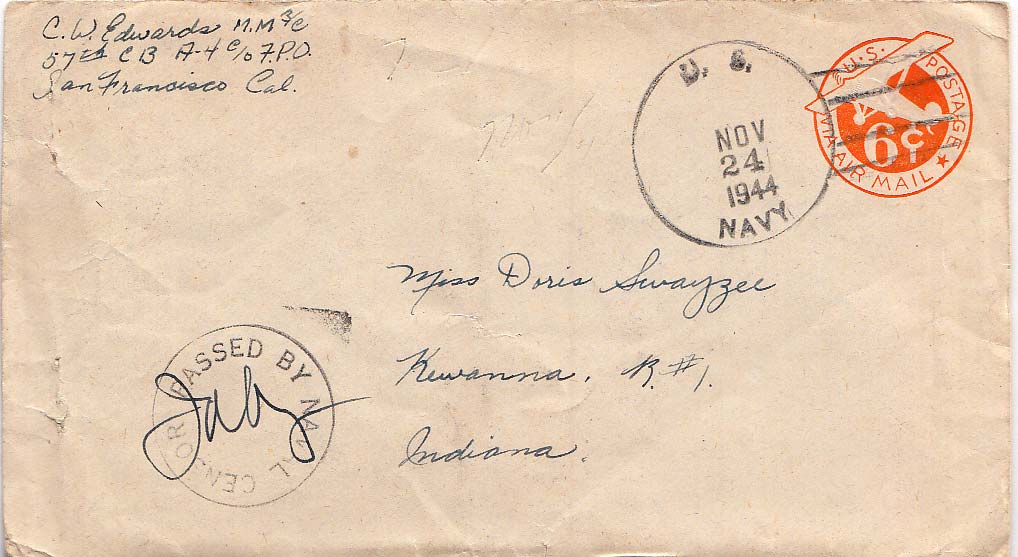 C. W. Edwards M.M 3/C
57th CB A-4 c/o F.P.O.
San Francisco Cal.
U. S.
NOV
24
1944
NAVY
U.S. POSTAGE
6¢
VIA AIR MAIL
Miss Doris Swayzee
Kewanna, R. #1.
Indiana.
PASSED BY NAVAL CENSOR